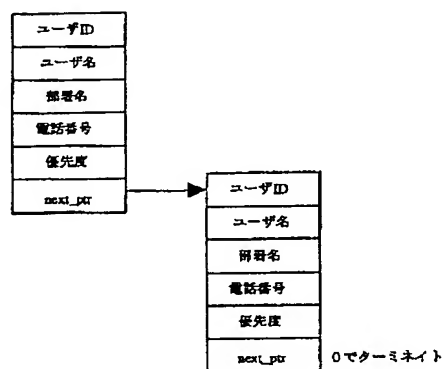 ユーザID
ユーザ名
部署名
電話番号
優先度
next_ptr
ユーザID
ユーザ名
部署名
電話番号
優先度
next_ptr
0でターミネイト